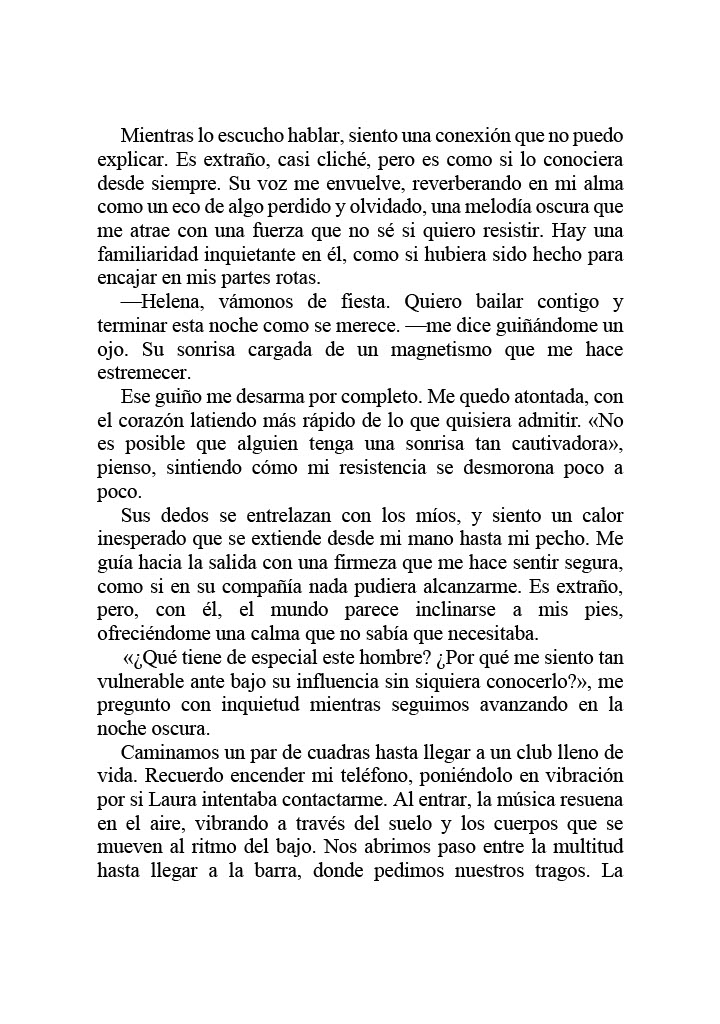 Mientras lo escucho hablar, siento una conexión que no puedo
explicar. Es extraño, casi cliché, pero es como si lo conociera
desde siempre. Su voz me envuelve, reverberando en mi alma
como un eco de algo perdido y olvidado, una melodía oscura que
me atrae con una fuerza que no sé si quiero resistir. Hay una
familiaridad inquietante en él, como si hubiera sido hecho para
encajar en mis partes rotas.
—Helena, vámonos de fiesta. Quiero bailar contigo y
terminar esta noche como se merece. —me dice guiñándome un
ojo. Su sonrisa cargada de un magnetismo que me hace
estremecer.
Ese guiño me desarma por completo. Me quedo atontada, con
el corazón latiendo más rápido de lo que quisiera admitir. «No
es posible que alguien tenga una sonrisa tan cautivadora»,
pienso, sintiendo cómo mi resistencia se desmorona poco a
poco.
Sus dedos se entrelazan con los míos, y siento un calor
inesperado que se extiende desde mi mano hasta mi pecho. Me
guía hacia la salida con una firmeza que me hace sentir segura,
como si en su compañía nada pudiera alcanzarme. Es extraño,
pero, con él, el mundo parece inclinarse a mis pies,
ofreciéndome una calma que no sabía que necesitaba.
«¿Qué tiene de especial este hombre? ¿Por qué me siento tan
vulnerable ante bajo su influencia sin siquiera conocerlo?», me
pregunto con inquietud mientras seguimos avanzando en la
noche oscura.
Caminamos un par de cuadras hasta llegar a un club lleno de
vida. Recuerdo encender mi teléfono, poniéndolo en vibración
por si Laura intentaba contactarme. Al entrar, la música resuena
en el aire, vibrando a través del suelo y los cuerpos que se
mueven al ritmo del bajo. Nos abrimos paso entre la multitud
hasta llegar a la barra, donde pedimos nuestros tragos. La